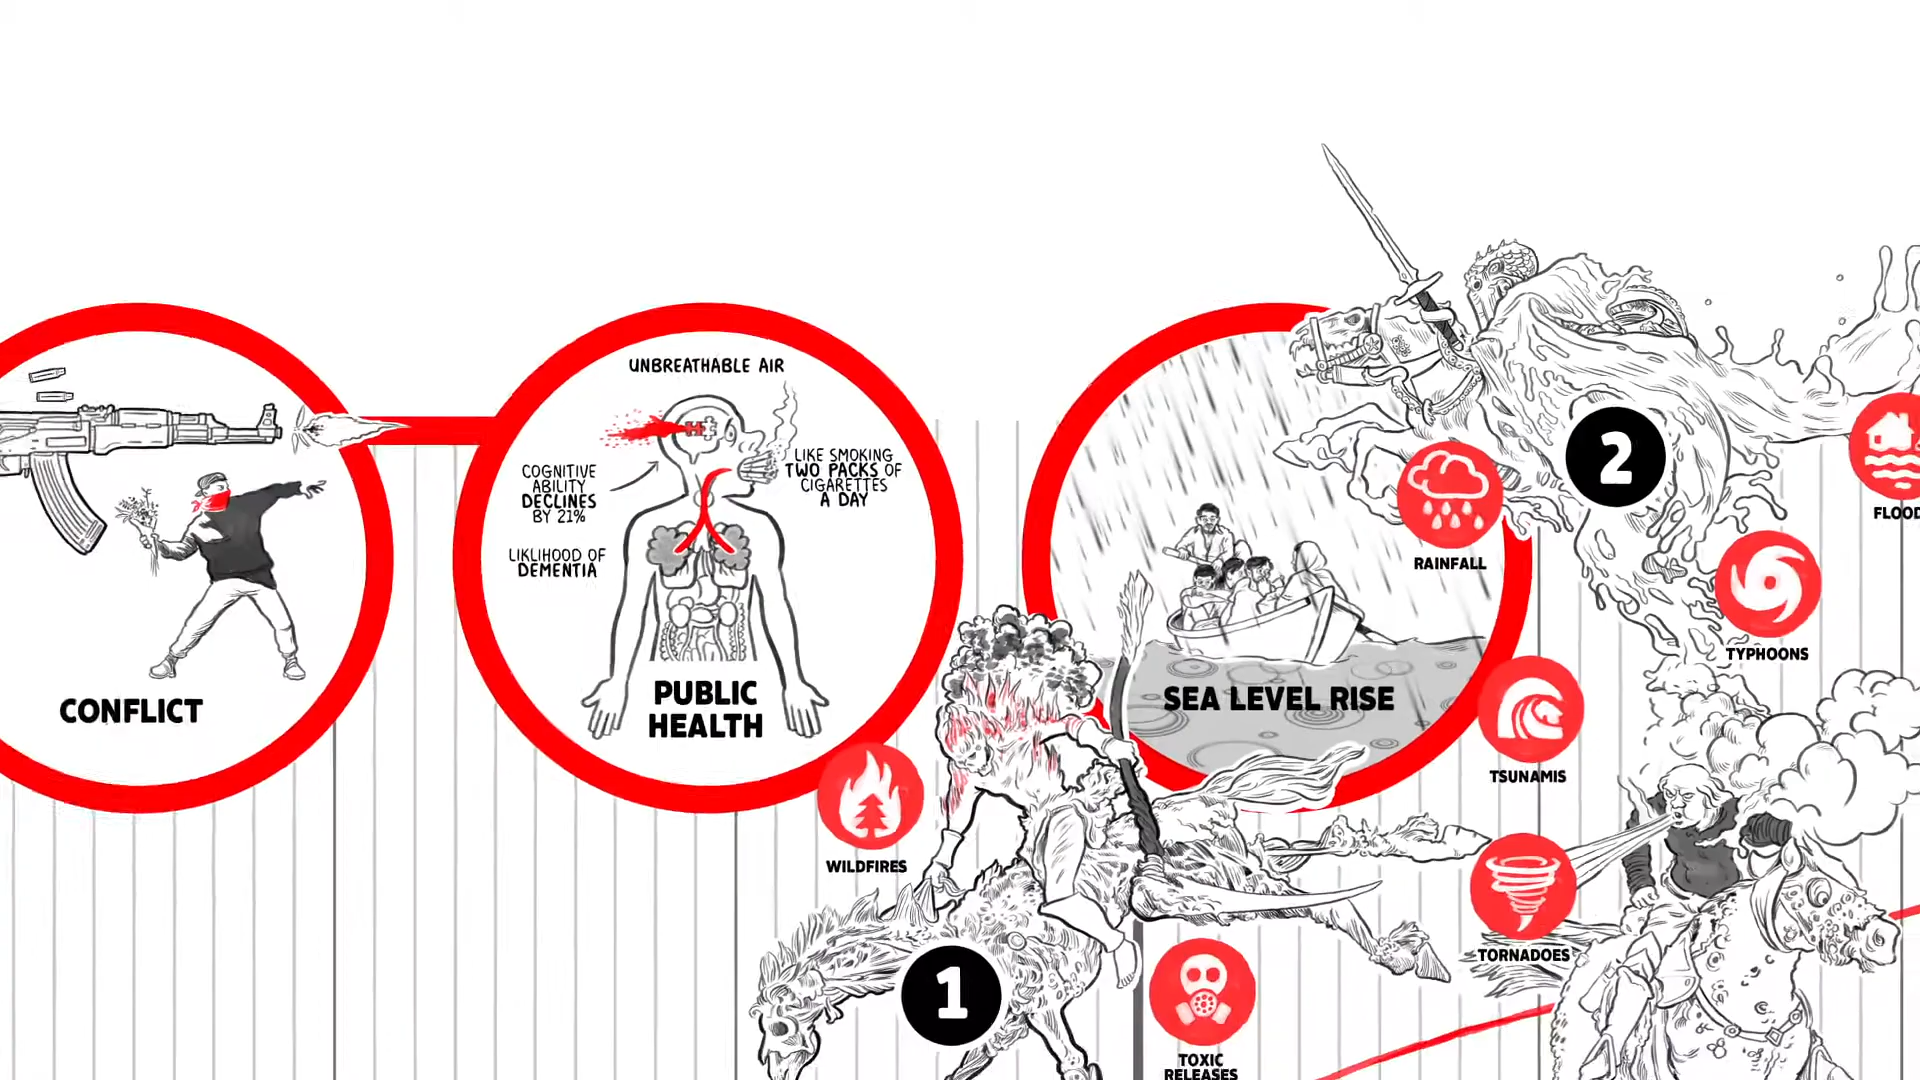 CONFLICT
UNBREATHABLE AIR
COGNITIVE
ABILITY
DECLINES
BY 21%
LIKLIHOOD OF
DEMENTIA
LIKE SMOKING
TWO PACKS OF
CIGARETTES
A DAY
PUBLIC
HEALTH
SEA LEVEL RISE
WILDFIRES
1
TOXIC
RELEASES
2
RAINFALL
FLOOD
TYPHOONS
TSUNAMIS
TORNADOES